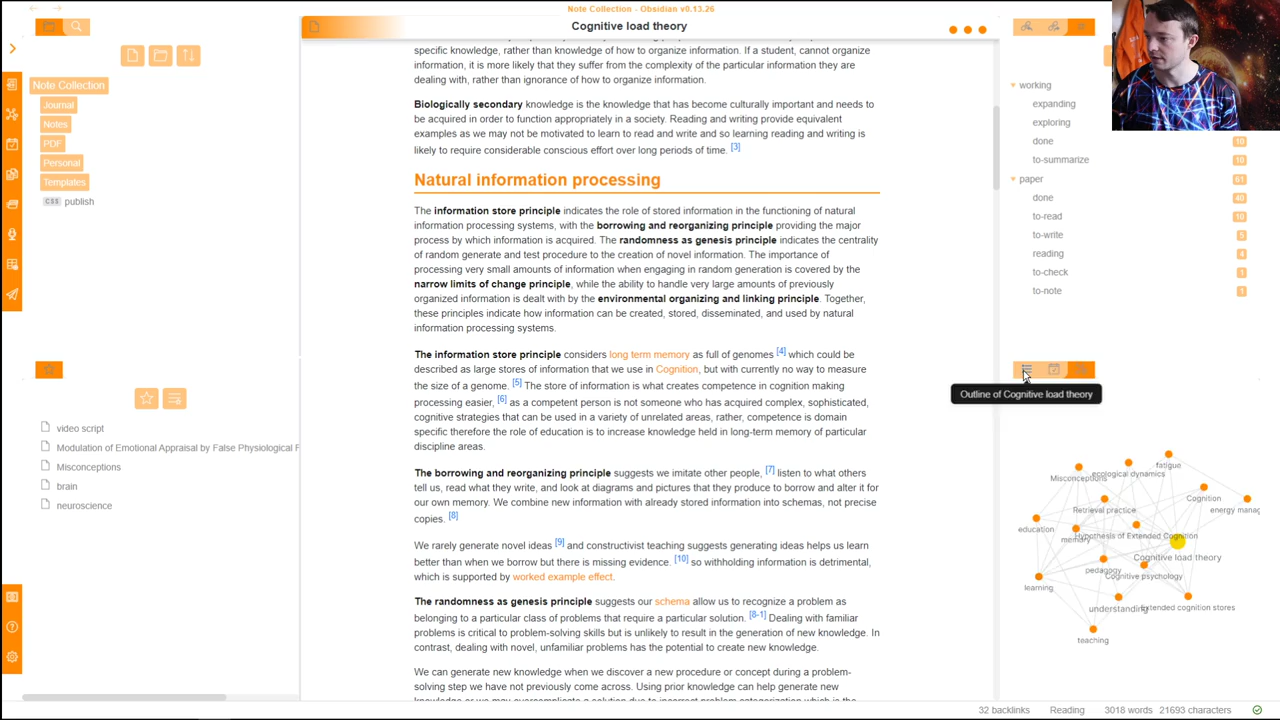 Note Collection - Obsidian v0.13.26
Cognitive load theory
Note Collection
Journal
Notes
PDF
Personal
Templates
CSS publish
video script
Modulation of Emotional Appraisal by False Physiological F
Misconceptions
brain
neuroscience
specific knowledge, rather than knowledge of how to organize information. If a student, cannot organize
information, it is more likely that they suffer from the complexity of the particular information they are
dealing with, rather than ignorance of how to organize information.
Biologically secondary knowledge is the knowledge that has become culturally important and needs to
be acquired in order to function appropriately in a society. Reading and writing provide equivalent
examples as we may not be motivated to learn to read and write and so learning reading and writing is
likely to require considerable conscious effort over long periods of time. [3]
Natural information processing
The information store principle indicates the role of stored information in the functioning of natural
information processing systems, with the borrowing and reorganizing principle providing the major
process by which information is acquired. The randomness as genesis principle indicates the centrality
of random generate and test procedure to the creation of novel information. The importance of
processing very small amounts of information when engaging in random generation is covered by the
narrow limits of change principle, while the ability to handle very large amounts of previously
organized information is dealt with by the environmental organizing and linking principle. Together,
these principles indicate how information can be created, stored, disseminated, and used by natural
information processing systems.
The information store principle considers long term memory as full of genomes [4] which could be
described as large stores of information that we use in Cognition, but with currently no way to measure
the size of a genome. [5] The store of information is what creates competence in cognition making
processing easier, [6] as a competent person is not someone who has acquired complex, sophisticated,
cognitive strategies that can be used in a variety of unrelated areas, rather, competence is domain
specific therefore the role of education is to increase knowledge held in long-term memory of particular
discipline areas.
The borrowing and reorganizing principle suggests we imitate other people, [7] listen to what others
tell us, read what they write, and look at diagrams and pictures that they produce to borrow and alter it for
our own memory. We combine new information with already stored information into schemas, not precise
copies. [8]
We rarely generate novel ideas [9] and constructivist teaching suggests generating ideas helps us learn
better than when we borrow but there is missing evidence. [10] so withholding information is detrimental,
which is supported by worked example effect.
The randomness as genesis principle suggests our schema allow us to recognize a problem as
belonging to a particular class of problems that require a particular solution. [8-1] Dealing with familiar
problems is critical to problem-solving skills but is unlikely to result in the generation of new knowledge. In
contrast, dealing with novel, unfamiliar problems has the potential to create new knowledge.
We can generate new knowledge when we discover a new procedure or concept during a problem-
solving step we have not previously come across. Using prior knowledge can help generate new
knowledge or we may overcomplicate a solution due to incorrect problem categorization which is the
working
expanding
exploring
done 10
to-summarize 10
paper 61
done 40
to-read 10
to-write 5
reading 4
to-check 1
to-note 1
Outline of Cognitive load theory
fatigue
Misconceptions
ecological dynamics
Cognition
energy manag
Retrieval practice
education
memory
Hypothesis of Extended Cognition
Cognitive load theory
pedagogy
Cognitive psychology
learning
understanding
Extended cognition stores
teaching
32 backlinks Reading 3018 words 21693 characters